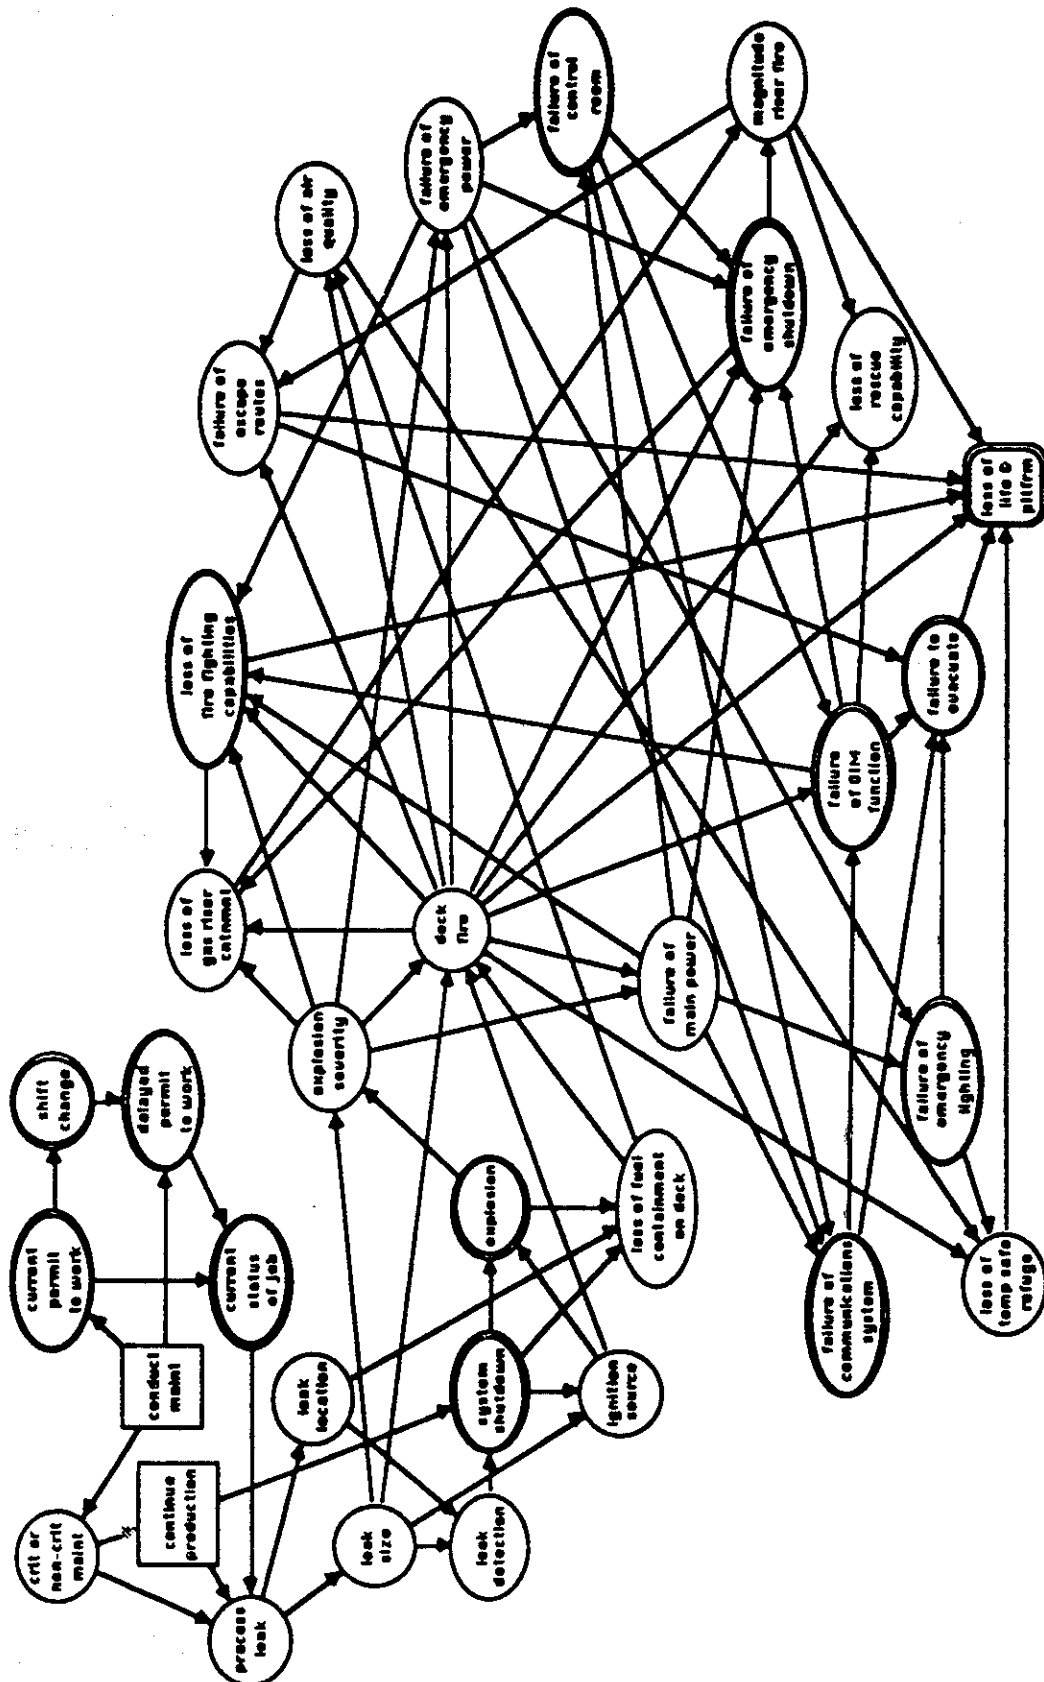 crit or
non-crit
maint
process
leak
continue
production
conduct
maint
current
permit
to work
shift
change
delayed
permit
to work
current
status
of job
leak
location
leak
size
leak
detection
system
shutdown
ignition
source
explosion
loss of fuel
containment
on deck
explosion
severity
loss of
gas riser
catnmet
deck
fire
failure of
main power
loss of
fire fighting
capabilities
failure of
escape
routes
loss of air
quality
failure of
emergency
power
failure of
control
room
magnitude
riser fire
failure of
emergency
shutdown
loss of
rescue
capability
loss of
life &
pltfrm
failure to
evacuate
failure
of OIM
function
failure of
emergency
lighting
failure of
communications
system
loss of
temp safe
refuge